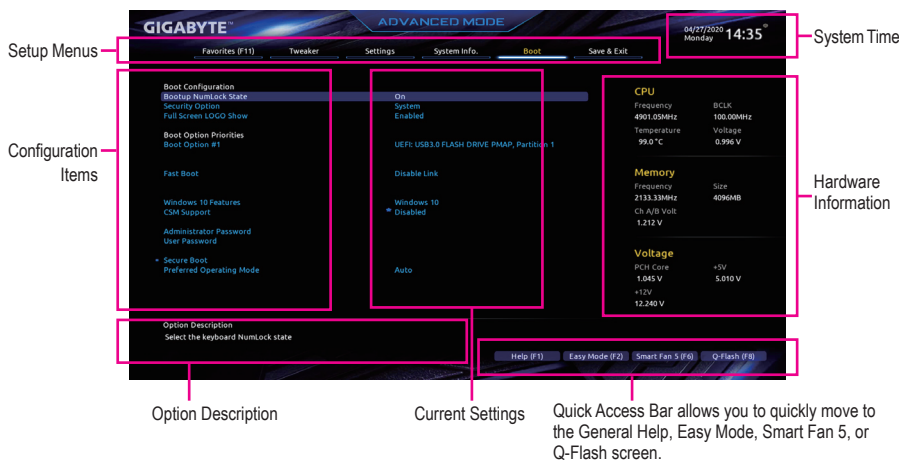 GIGABYTE™
ADVANCED MODE
04/27/2020
Monday
14:35
Setup Menus
System Time
Favorites (F11) Tweaker Settings System Info. Boot Save & Exit
Boot Configuration
Bootup NumLock State On
Security Option System
Full Screen LOGO Show Enabled
Boot Option Priorities
Boot Option #1 UEFI: USB3.0 FLASH DRIVE PMAP, Partition 1
Fast Boot Disable Link
Windows 10 Features Windows 10
CSM Support Disabled
Administrator Password
User Password
Secure Boot
Preferred Operating Mode Auto
Configuration
Items
CPU
Frequency BCLK
4901.05MHz 100.00MHz
Temperature Voltage
99.0 °C 0.996 V
Memory
Frequency Size
2133.33MHz 4096MB
Ch A/B Volt
1.212 V
Voltage
PCH Core +5V
1.045 V 5.010 V
+12V
12.240 V
Hardware
Information
Option Description
Select the keyboard NumLock state
Help (F1) Easy Mode (F2) Smart Fan 5 (F6) Q-Flash (F8)
Option Description
Current Settings
Quick Access Bar allows you to quickly move to
the General Help, Easy Mode, Smart Fan 5, or
Q-Flash screen.